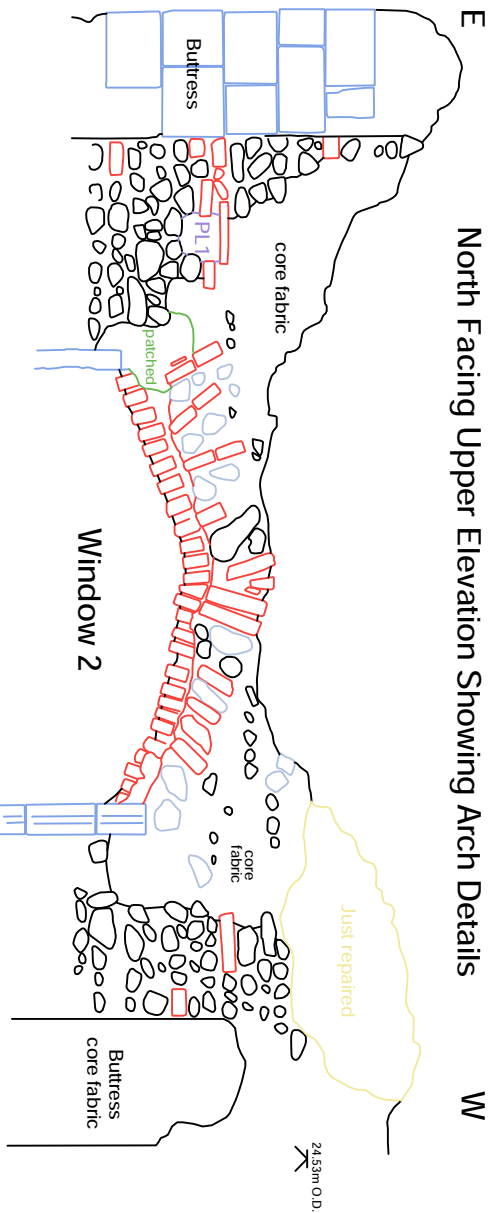 E
North Facing Upper Elevation Showing Arch Details
W
Buttress
PL1
core fabric
patched
Window 2
core
fabric
Just repaired
Buttress
core fabric
24.53m O.D.